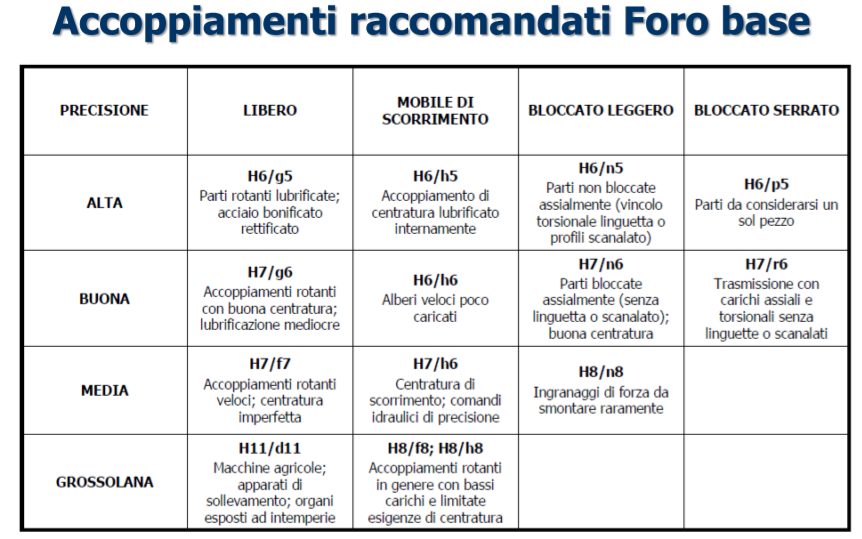 Accoppiamenti raccomandati Foro base
PRECISIONE
LIBERO
MOBILE DI
SCORRIMENTO
BLOCCATO LEGGERO
BLOCCATO SERRATO
ALTA
H6/g5
Parti rotanti lubrificate;
acciaio bonificato
rettificato
H6/h5
Accoppiamento di
centratura lubrificato
internamente
H6/n5
Parti non bloccate
assialmente (vincolo
torsionale linguetta o
profili scanalato)
H6/p5
Parti da considerarsi un
sol pezzo
BUONA
H7/g6
Accoppiamenti rotanti
con buona centratura;
lubrificazione mediocre
H6/h6
Alberi veloci poco
caricati
H7/n6
Parti bloccate
assialmente (senza
linguetta o scanalato);
buona centratura
H7/r6
Trasmissione con
carichi assiali e
torsionali senza
linguette o scanalati
MEDIA
H7/f7
Accoppiamenti rotanti
veloci; centratura
imperfetta
H7/h6
Centratura di
scorrimento; comandi
idraulici di precisione
H8/n8
Ingranaggi di forza da
smontare raramente
GROSSOLANA
H11/d11
Macchine agricole;
apparati di
sollevamento; organi
esposti ad intemperie
H8/f8; H8/h8
Accoppiamenti rotanti
in genere con bassi
carichi e limitate
esigenze di centratura